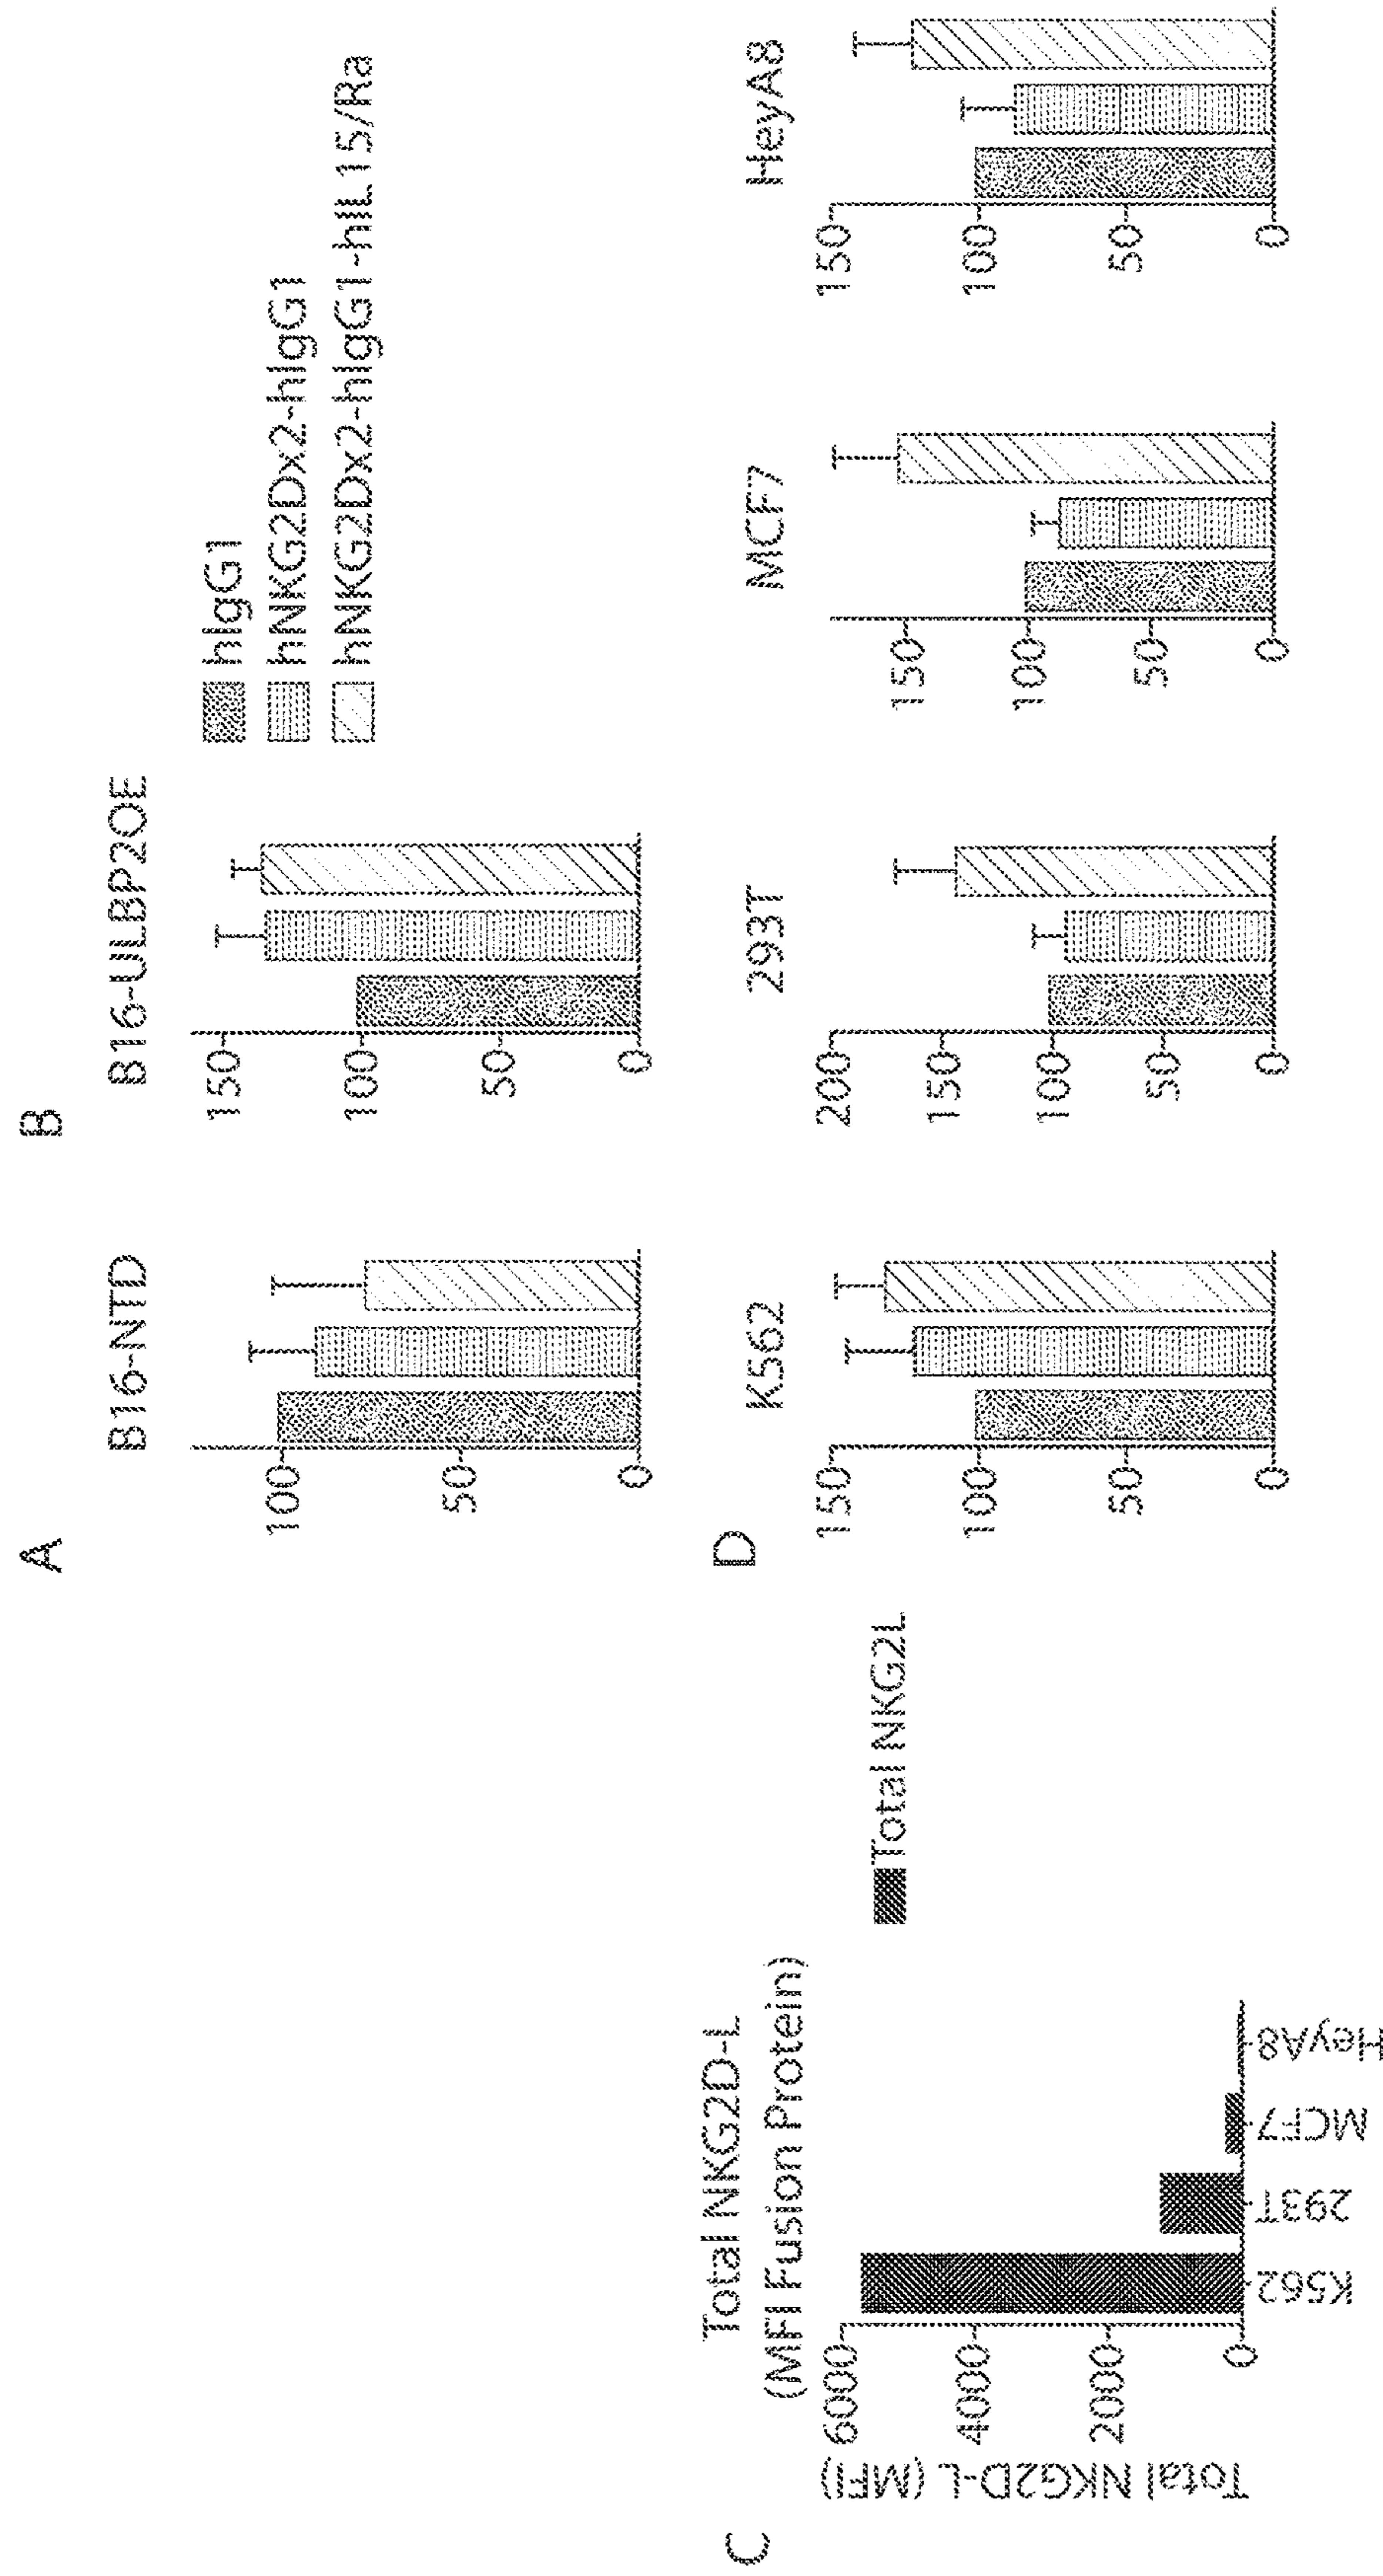 A
B16-NTD
100
50
0
B
B16-ULBP2OE
150
100
50
0
hIgG1
hNKG2Dx2-hIgG1
hNKG2Dx2-hIgG1-hIL15/Ra
C
Total NKG2D-L
(MFI Fusion Protein)
Total NKG2D-L (MFI)
6000
4000
2000
0
K562
293T
MCF7
HeyA8
Total NKG2L
D
K562
150
100
50
0
293T
200
150
100
50
0
MCF7
150
100
50
0
HeyA8
150
100
50
0